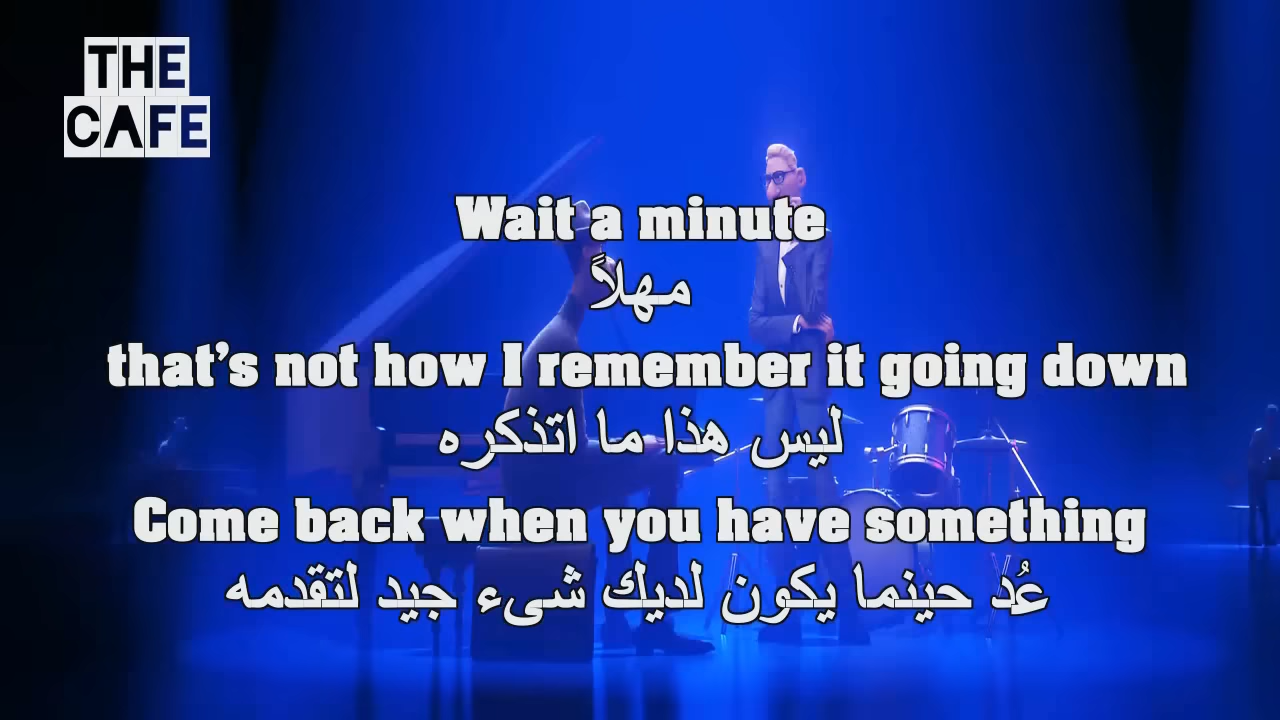 THE
CAFE
Wait a minute
مهلاً
that's not how I remember it going down
ليس هذا ما اتذكره
Come back when you have something
عُد حينما يكون لديك شىء جيد لتقدمه